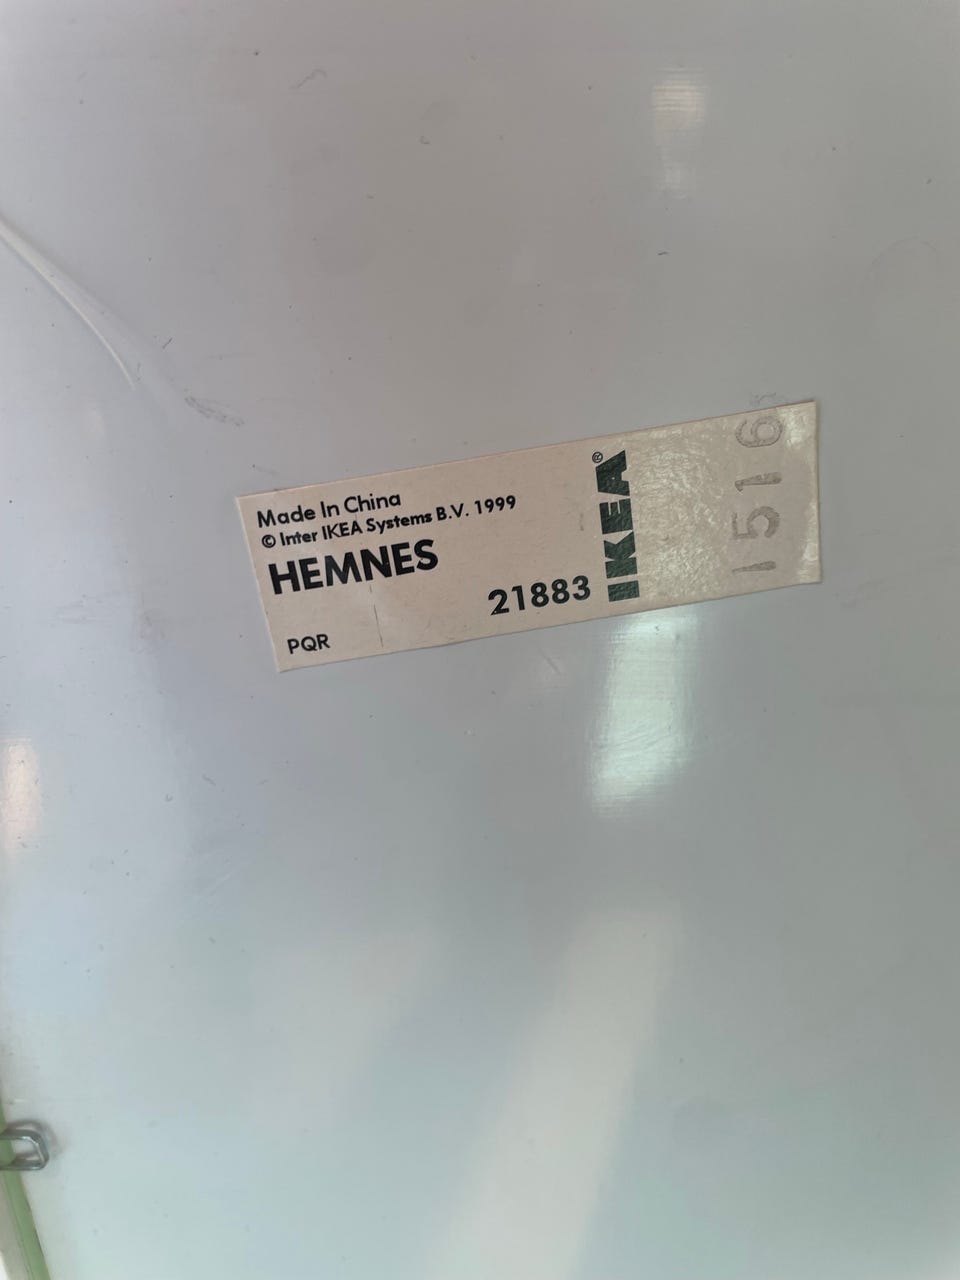 Made In China
© Inter IKEA Systems B.V. 1999
HEMNES
21883
PQR
IKEA®
1516